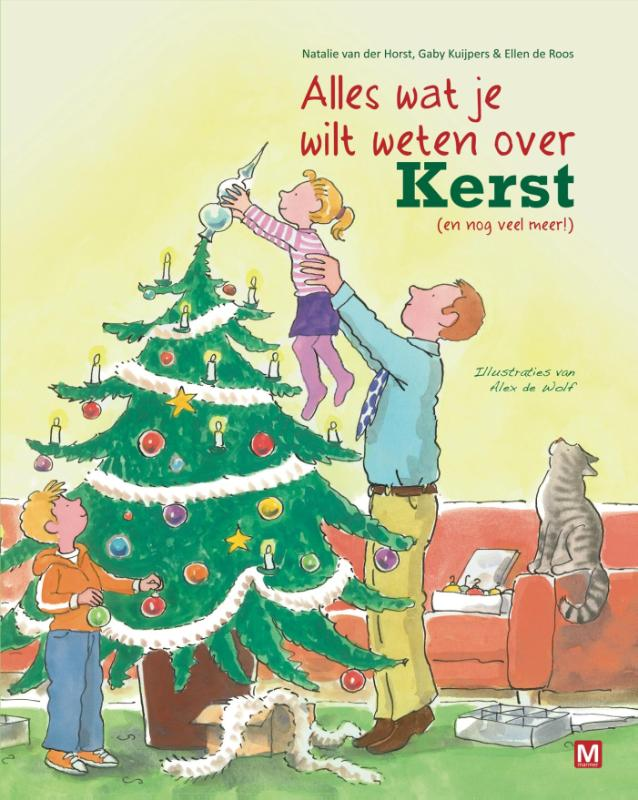 Natalie van der Horst, Gaby Kuijpers & Ellen de Roos
Alles wat je
wilt weten over
Kerst
(en nog veel meer!)
Illustraties van
Alex de Wolf
M
marmer